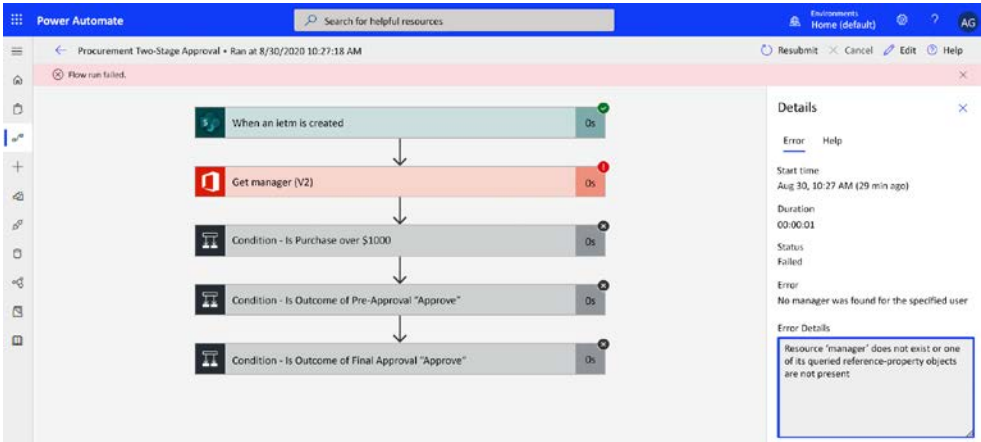 Power Automate
Search for helpful resources
Environments
Home (default)
?
AG
Procurement Two-Stage Approval • Ran at 8/30/2020 10:27:18 AM
Resubmit
Cancel
Edit
Help
Flow run failed.
When an ietm is created
0s
Get manager (V2)
0s
Condition - Is Purchase over $1000
0s
Condition - Is Outcome of Pre-Approval "Approve"
0s
Condition - Is Outcome of Final Approval "Approve"
0s
Details
Error
Help
Start time
Aug 30, 10:27 AM (29 min ago)
Duration
00:00:01
Status
Failed
Error
No manager was found for the specified user
Error Details
Resource 'manager' does not exist or one
of its queried reference-property objects
are not present